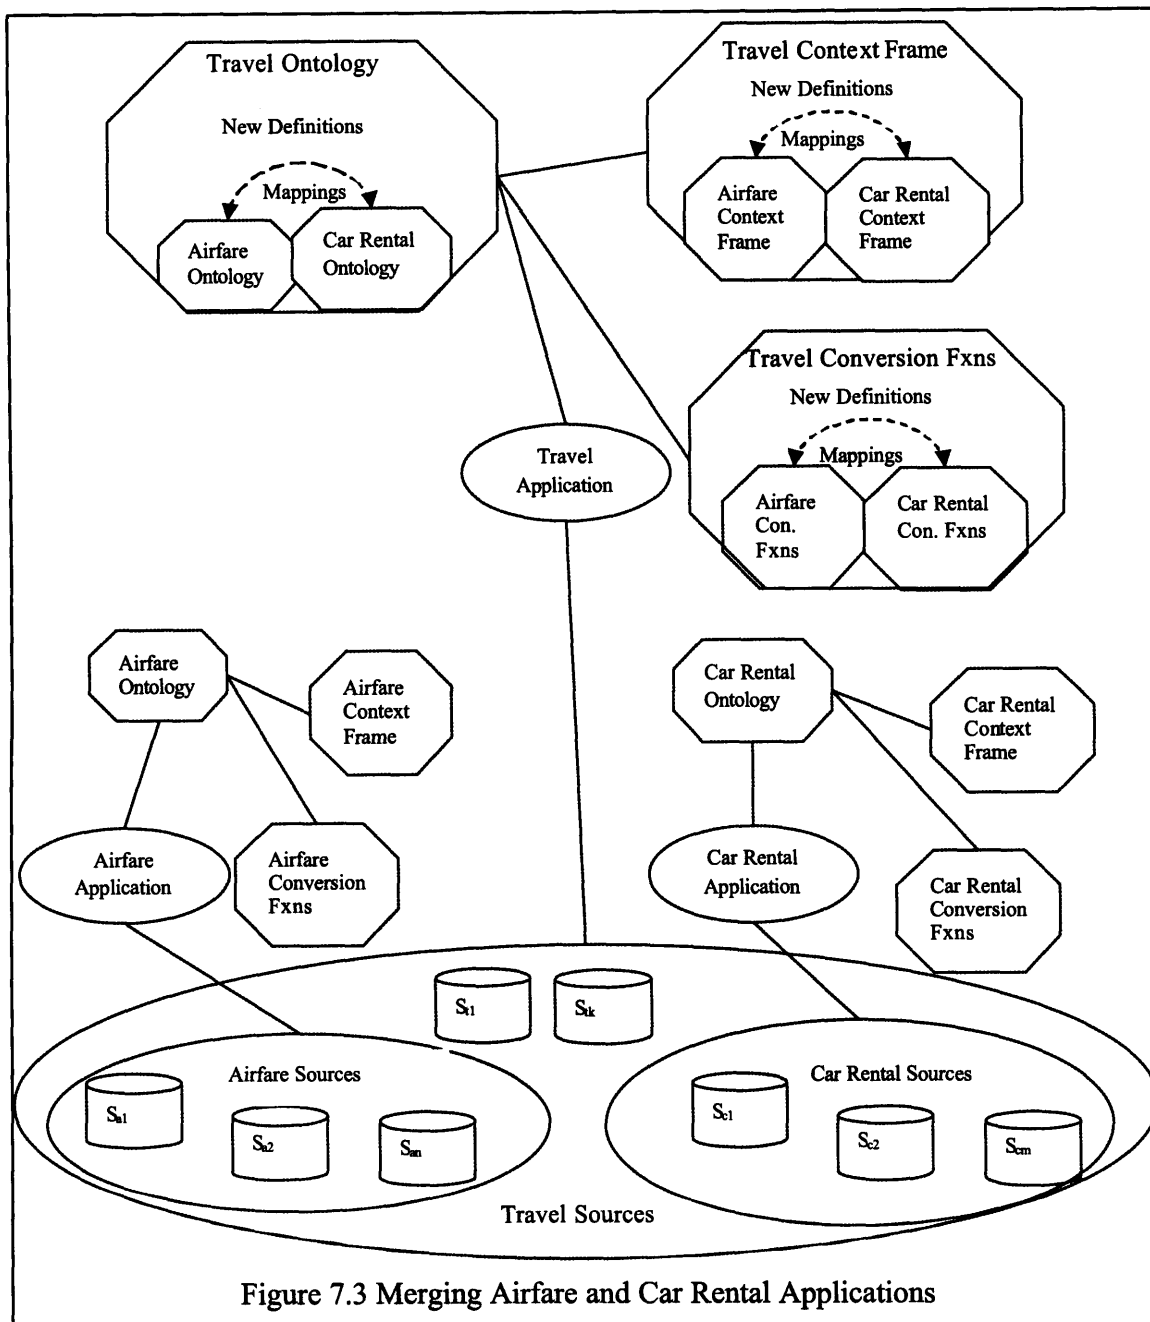 Travel Ontology
New Definitions
Mappings
Airfare
Ontology
Car Rental
Ontology
Travel Context Frame
New Definitions
Mappings
Airfare
Context
Frame
Car Rental
Context
Frame
Travel Conversion Fxns
New Definitions
Mappings
Airfare
Con.
Fxns
Car Rental
Con. Fxns
Travel
Application
Airfare
Ontology
Airfare
Context
Frame
Airfare
Application
Airfare
Conversion
Fxns
Car Rental
Ontology
Car Rental
Context
Frame
Car Rental
Application
Car Rental
Conversion
Fxns
St1
Stk
Airfare Sources
Sa1
Sa2
San
Car Rental Sources
Sc1
Sc2
Scm
Travel Sources
Figure 7.3 Merging Airfare and Car Rental Applications